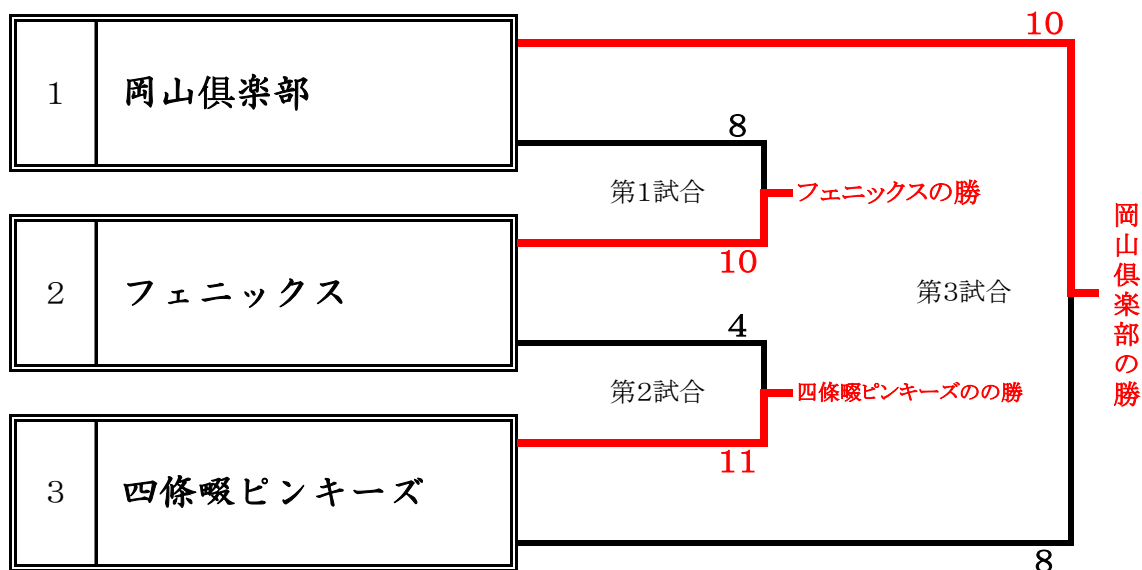 10
1 岡山倶楽部
8
第1試合 フェニックスの勝
10
2 フェニックス
第3試合
岡山倶楽部の勝
4
第2試合 四條畷ピンキーズのの勝
11
3 四條畷ピンキーズ
8